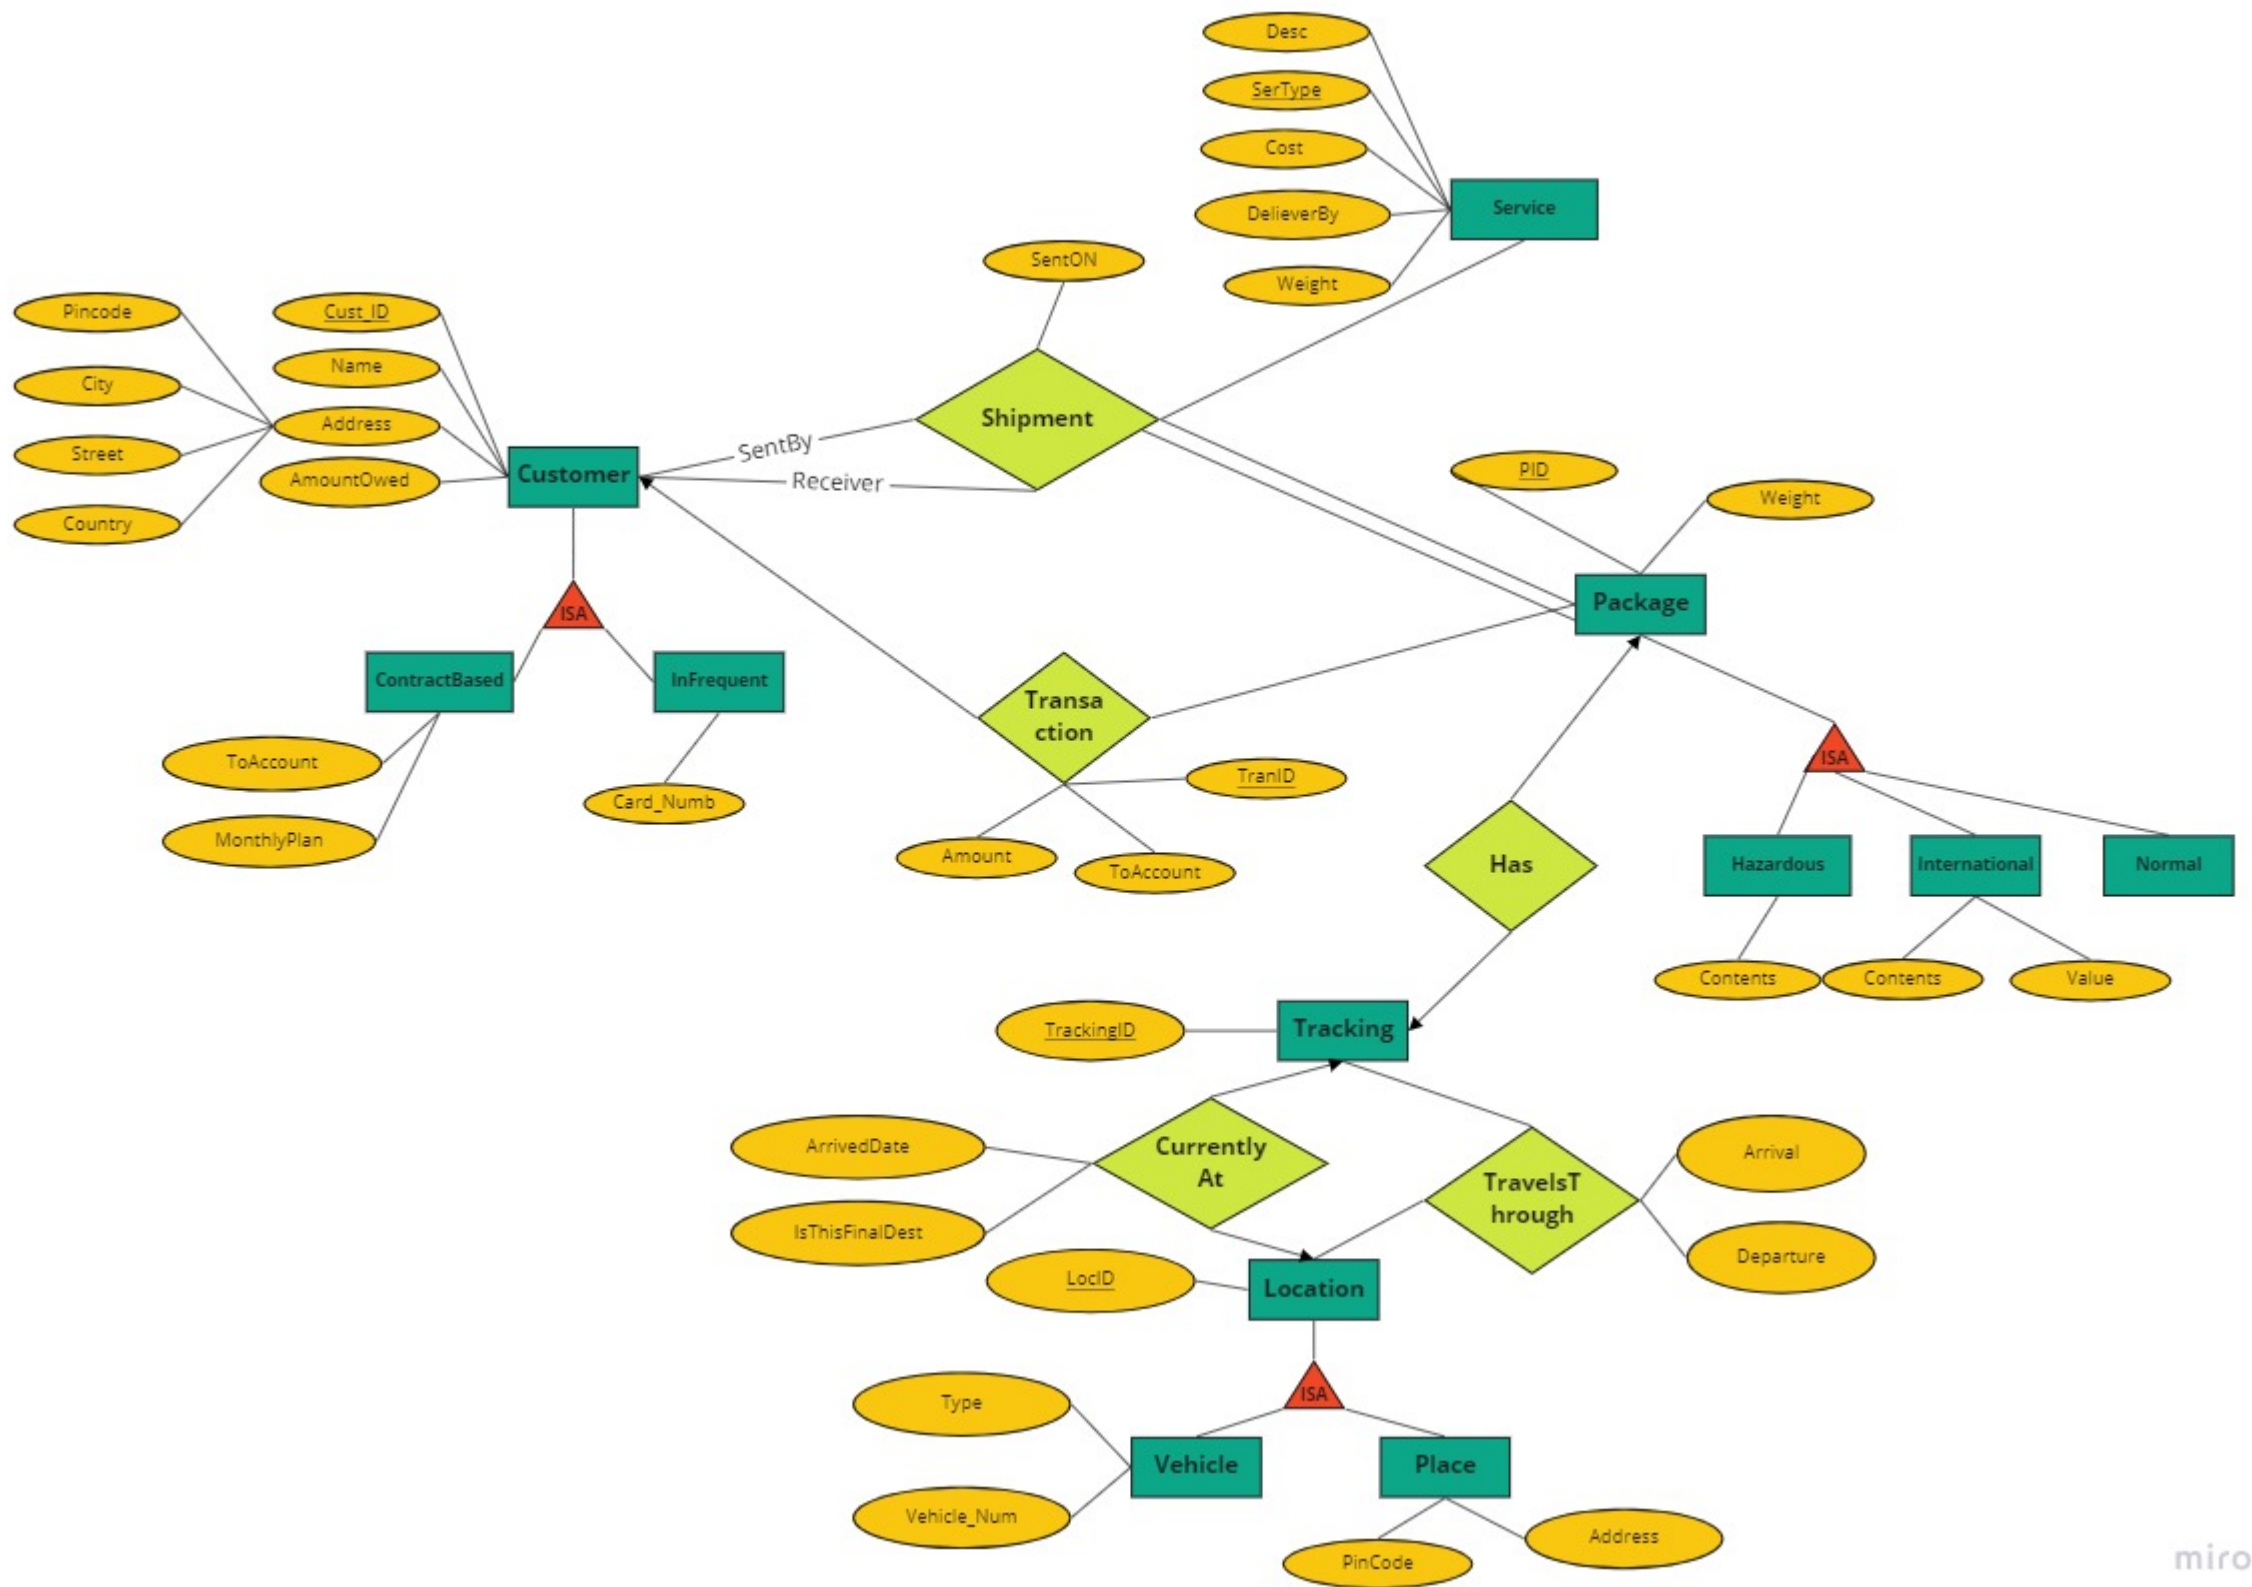 Desc
SerType
Cost
DelieverBy
Weight
Service
SentON
Pincode
City
Street
Country
Cust_ID
Name
Address
AmountOwed
Customer
SentBy
Receiver
Shipment
PID
Weight
Package
ISA
ContractBased
InFrequent
ToAccount
MonthlyPlan
Card_Numb
Transa
ction
TranID
Amount
ToAccount
Has
ISA
Hazardous
International
Normal
Contents
Contents
Value
TrackingID
Tracking
ArrivedDate
IsThisFinalDest
Currently
At
TravelsT
hrough
Arrival
Departure
LocID
Location
ISA
Type
Vehicle_Num
Vehicle
Place
PinCode
Address
miro